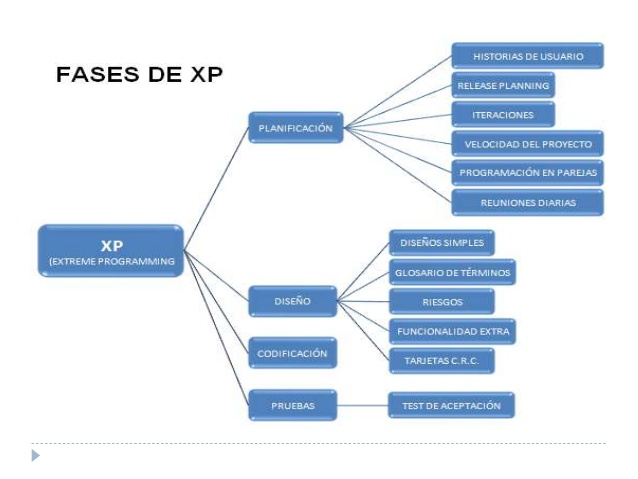 FASES DE XP
HISTORIAS DE USUARIO
RELEASE PLANNING
ITERACIONES
PLANIFICACIÓN
VELOCIDAD DEL PROYECTO
PROGRAMACIÓN EN PAREJAS
REUNIONES DIARIAS
XP
(EXTREME PROGRAMMING
DISEÑOS SIMPLES
GLOSARIO DE TÉRMINOS
DISEÑO
RIESGOS
FUNCIONALIDAD EXTRA
CODIFICACIÓN
TARJETAS C.R.C.
PRUEBAS
TEST DE ACEPTACIÓN